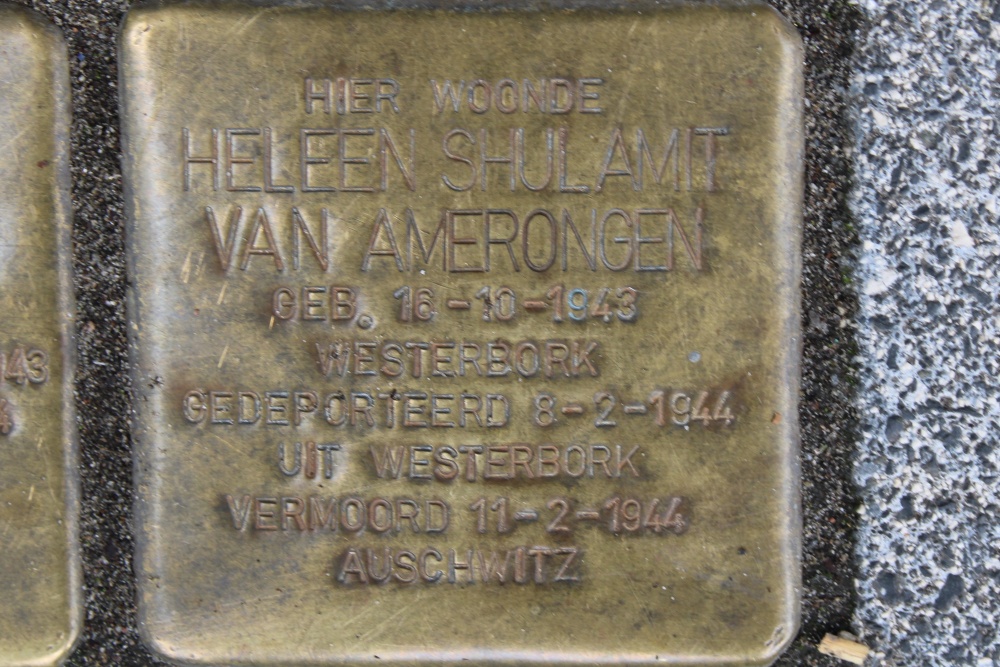 HIER WOONDE
HELEEN SHULAMIT
VAN AMERONGEN
GEB. 16-10-1943
WESTERBORK
GEDEPORTEERD 8-2-1944
UIT WESTERBORK
VERMOORD 11-2-1944
AUSCHWITZ